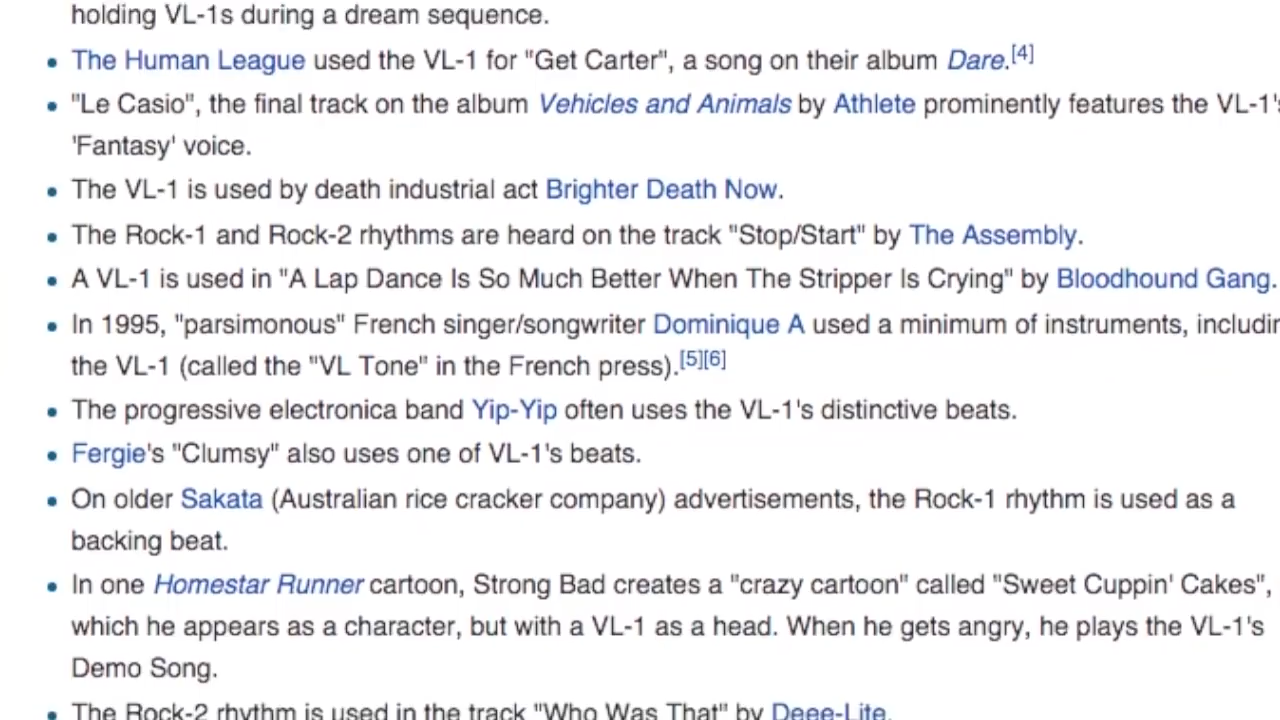 holding VL-1s during a dream sequence.
The Human League used the VL-1 for "Get Carter", a song on their album Dare.[4]
"Le Casio", the final track on the album Vehicles and Animals by Athlete prominently features the VL-1's
'Fantasy' voice.
The VL-1 is used by death industrial act Brighter Death Now.
The Rock-1 and Rock-2 rhythms are heard on the track "Stop/Start" by The Assembly.
A VL-1 is used in "A Lap Dance Is So Much Better When The Stripper Is Crying" by Bloodhound Gang.
In 1995, "parsimonous" French singer/songwriter Dominique A used a minimum of instruments, includin
the VL-1 (called the "VL Tone" in the French press).[5][6]
The progressive electronica band Yip-Yip often uses the VL-1's distinctive beats.
Fergie's "Clumsy" also uses one of VL-1's beats.
On older Sakata (Australian rice cracker company) advertisements, the Rock-1 rhythm is used as a
backing beat.
In one Homestar Runner cartoon, Strong Bad creates a "crazy cartoon" called "Sweet Cuppin' Cakes",
which he appears as a character, but with a VL-1 as a head. When he gets angry, he plays the VL-1's
Demo Song.
The Rock-2 rhythm is used in the track "Who Was That" by Deee-Lite.